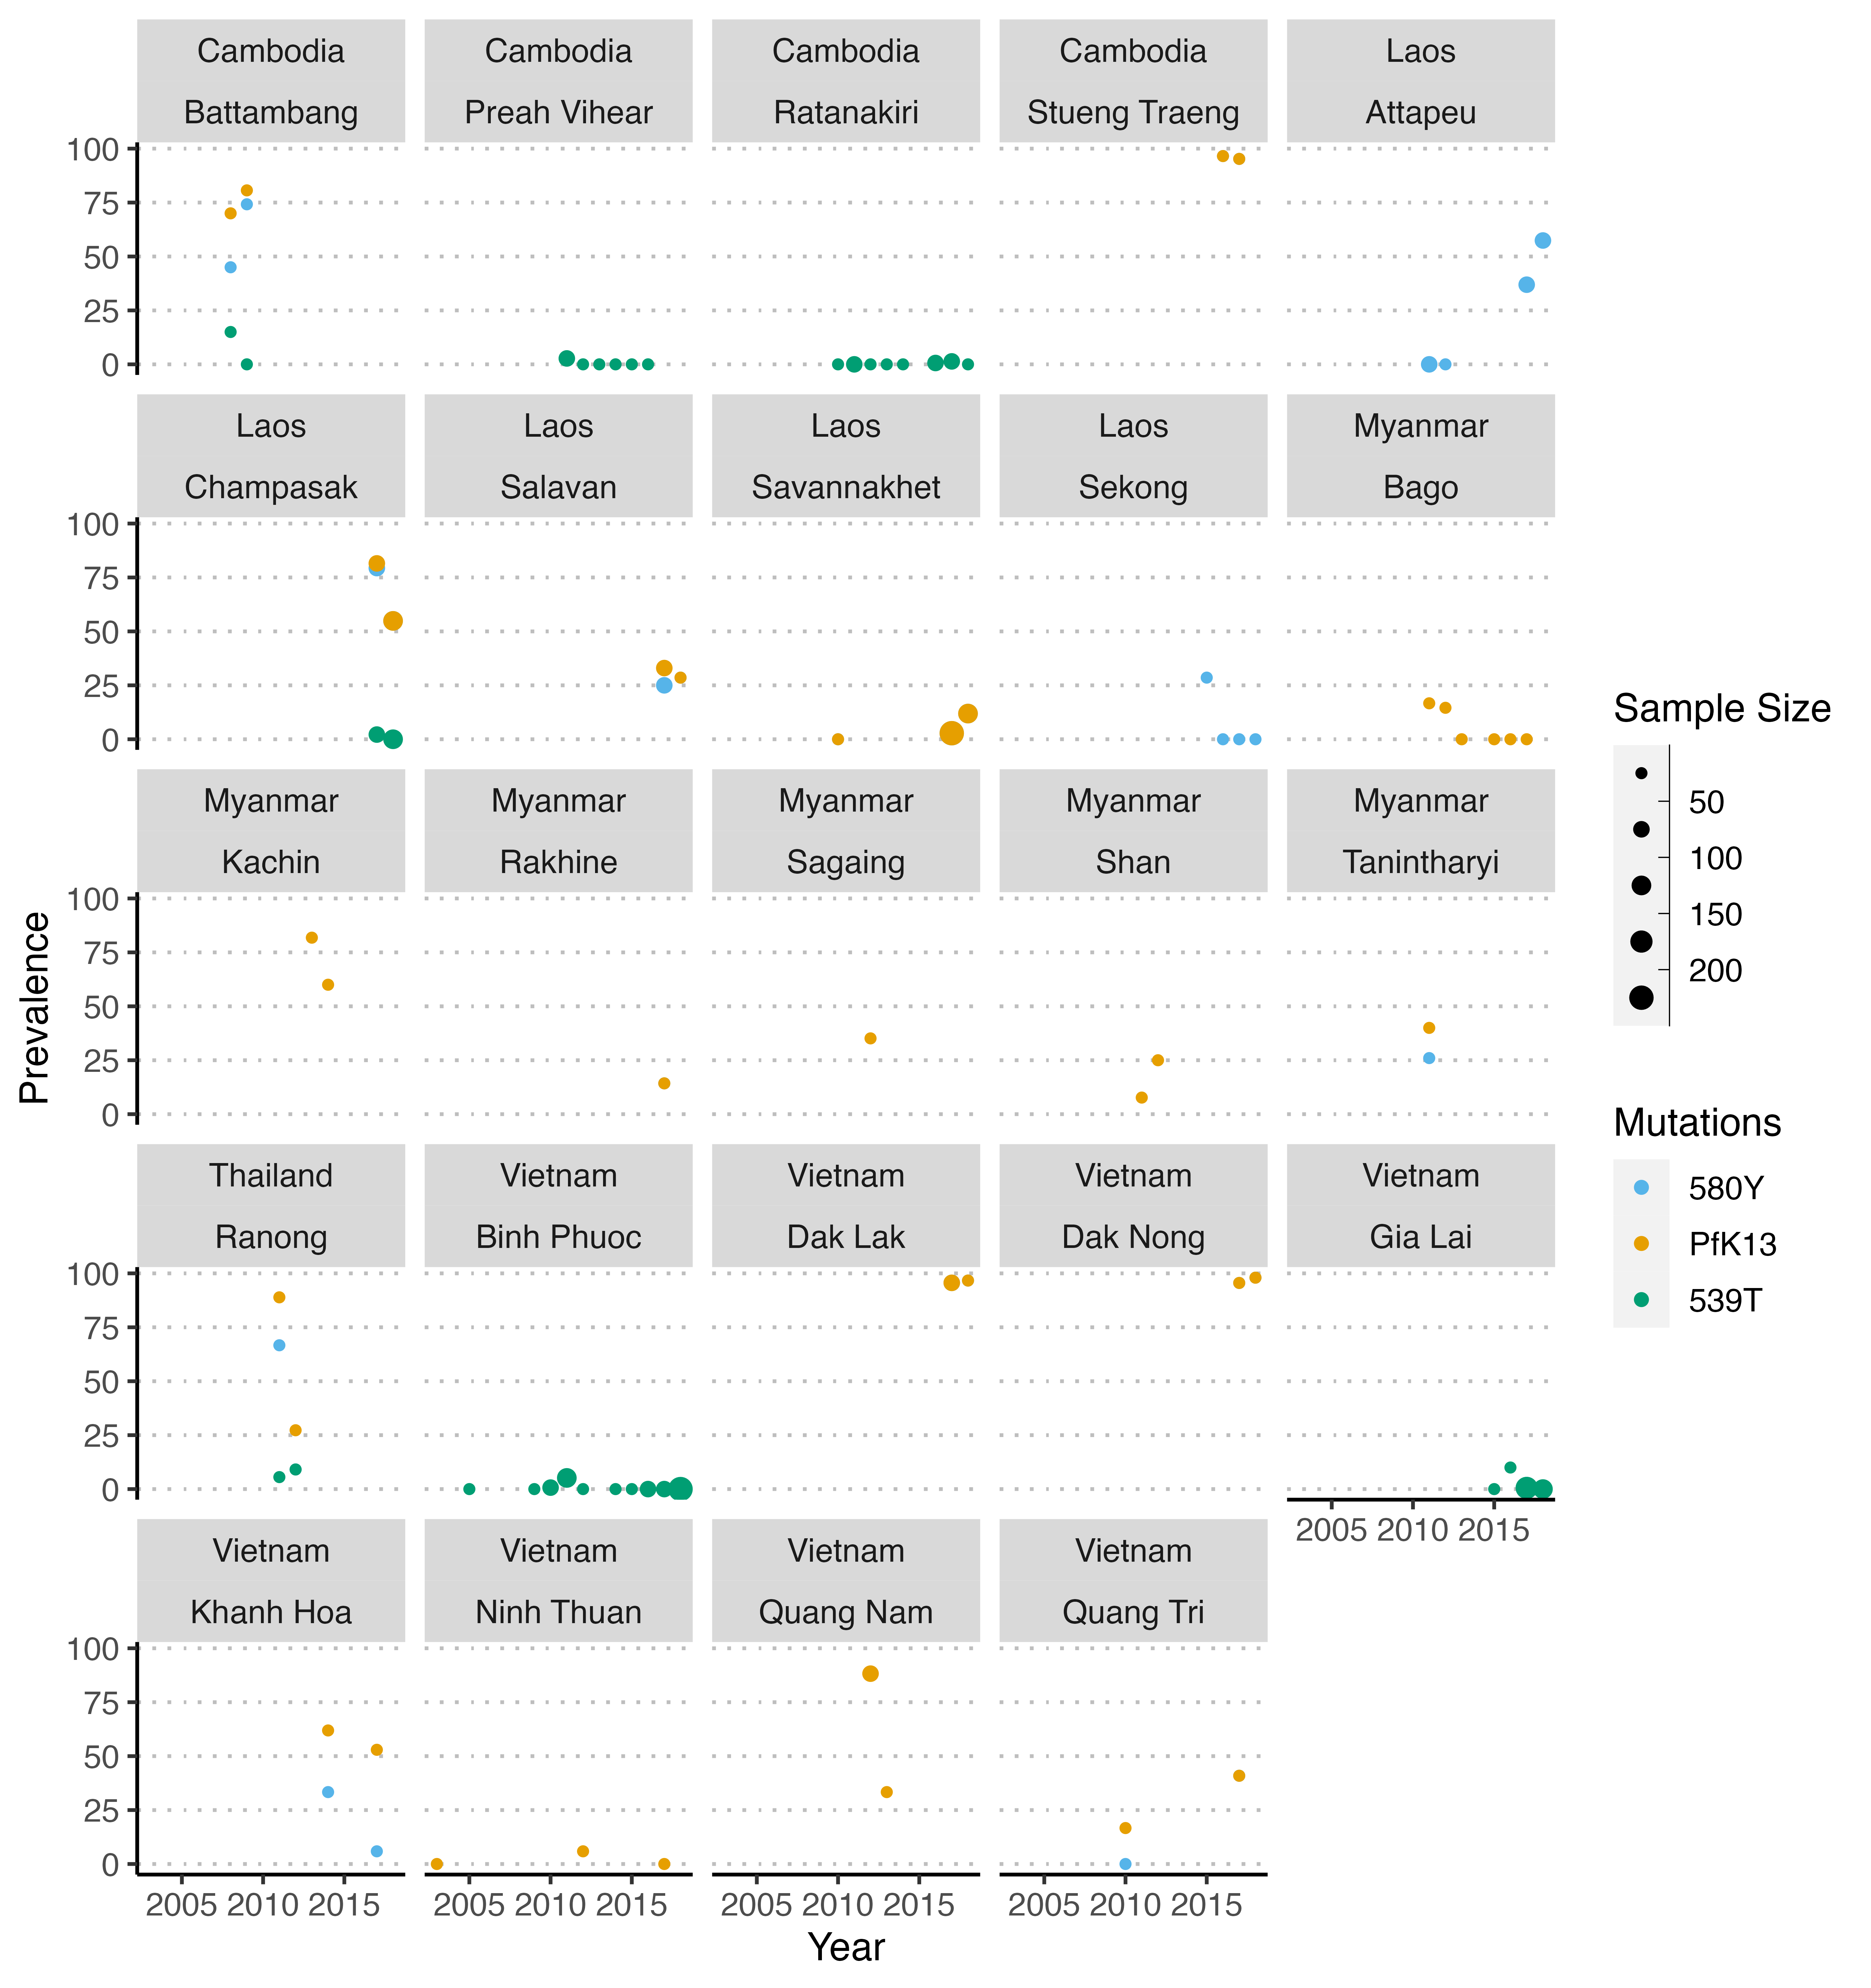 Cambodia
Battambang
Cambodia
Preah Vihear
Cambodia
Ratanakiri
Cambodia
Stueng Traeng
Laos
Attapeu
100
75
50
25
0
Laos
Champasak
Laos
Salavan
Laos
Savannakhet
Laos
Sekong
Myanmar
Bago
100
75
50
25
0
Myanmar
Kachin
Myanmar
Rakhine
Myanmar
Sagaing
Myanmar
Shan
Myanmar
Tanintharyi
100
75
50
25
0
Thailand
Ranong
Vietnam
Binh Phuoc
Vietnam
Dak Lak
Vietnam
Dak Nong
Vietnam
Gia Lai
100
75
50
25
0
2005 2010 2015
Vietnam
Khanh Hoa
Vietnam
Ninh Thuan
Vietnam
Quang Nam
Vietnam
Quang Tri
100
75
50
25
0
2005 2010 2015
2005 2010 2015
2005 2010 2015
2005 2010 2015
Year
Prevalence
Sample Size
50
100
150
200
Mutations
580Y
PfK13
539T